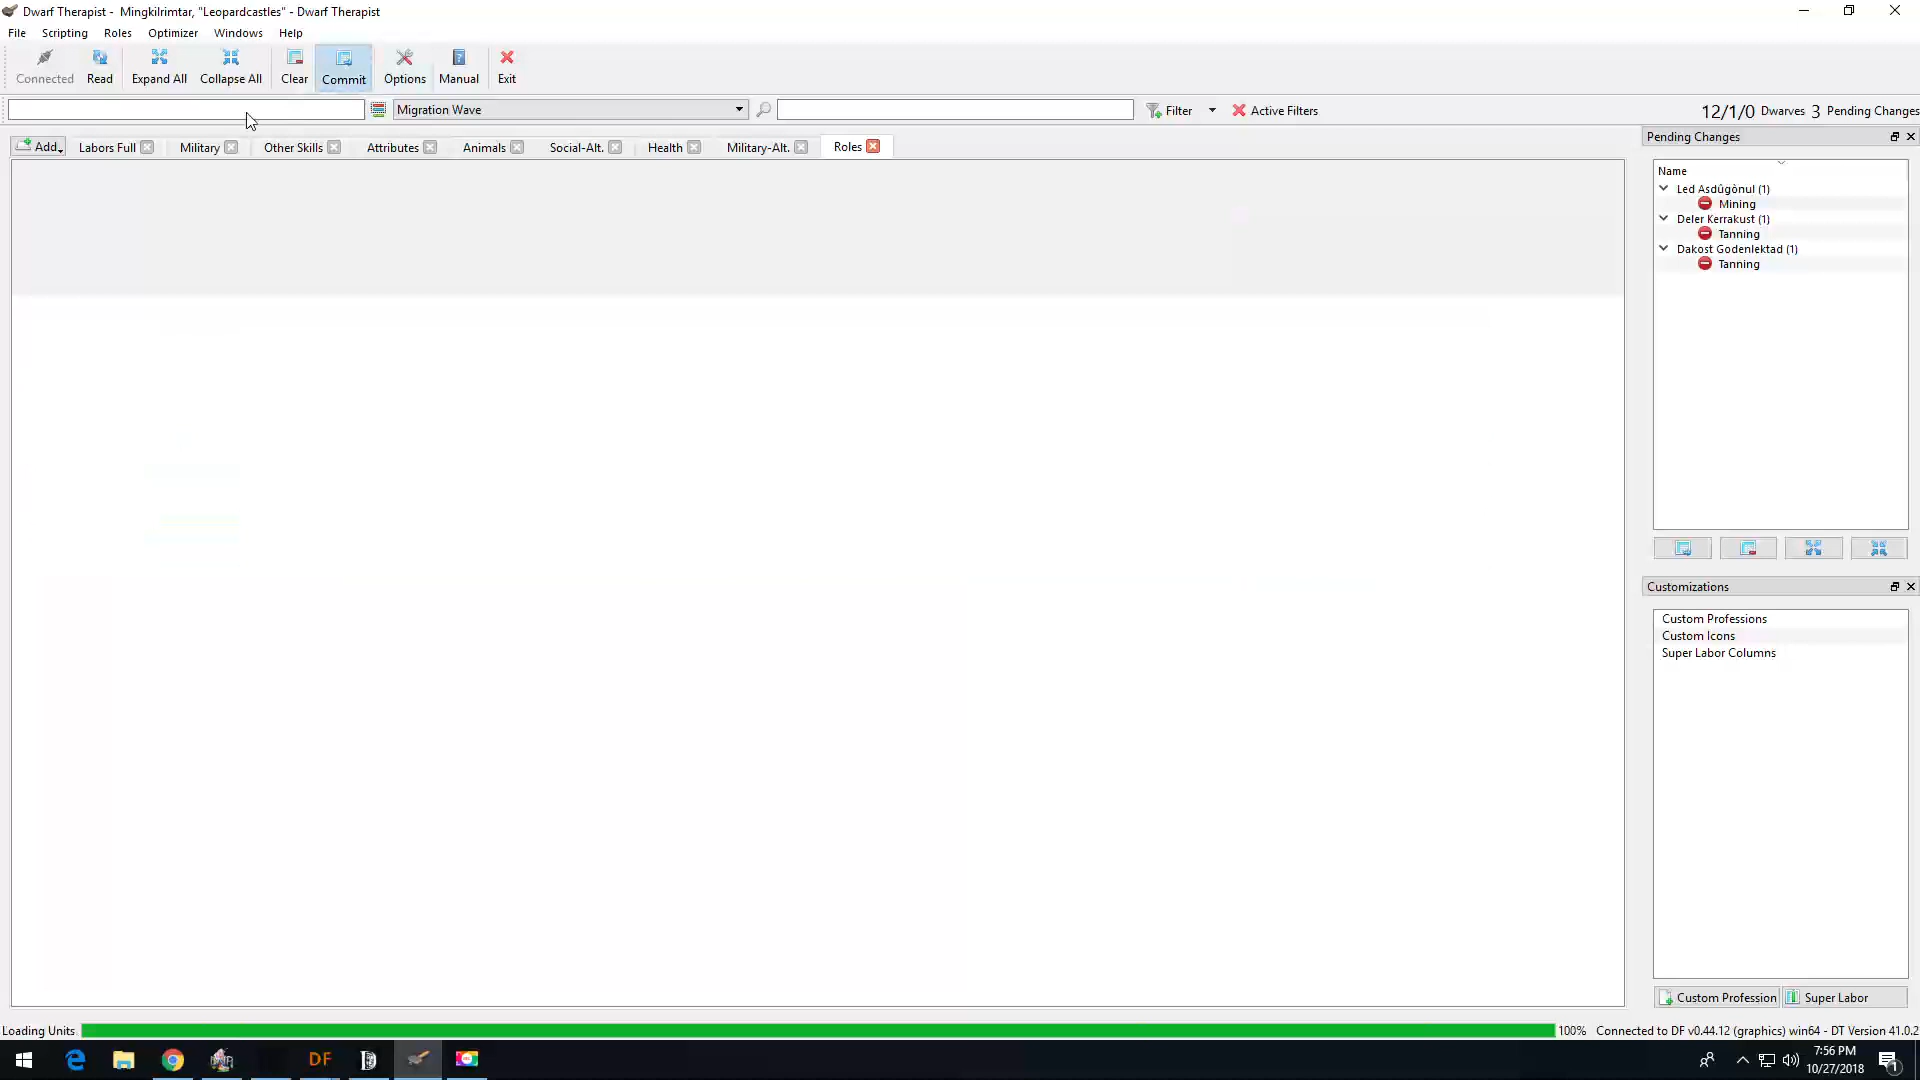 Dwarf Therapist - Mingkilrimtar, "Leopardcastles" - Dwarf Therapist
File Scripting Roles Optimizer Windows Help
Connected Read Expand All Collapse All Clear Commit Options Manual Exit
Migration Wave Filter Active Filters 12/1/0 Dwarves 3 Pending Changes
Add Labors Full Military Other Skills Attributes Animals Social-Alt. Health Military-Alt. Roles
Pending Changes
Name
Led Asdûgònul (1)
Mining
Deler Kerrakust (1)
Tanning
Dakost Godenlektad (1)
Tanning
Customizations
Custom Professions
Custom Icons
Super Labor Columns
Custom Profession Super Labor
Loading Units 100% Connected to DF v0.44.12 (graphics) win64 - DT Version 41.0.2
DF
7:56 PM
10/27/2018
1